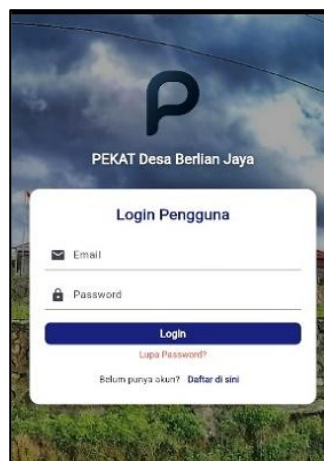 PEKAT Desa Berlian Jaya
Login Pengguna
Email
Password
Login
Lupa Password?
Belum punya akun? Daftar di sini